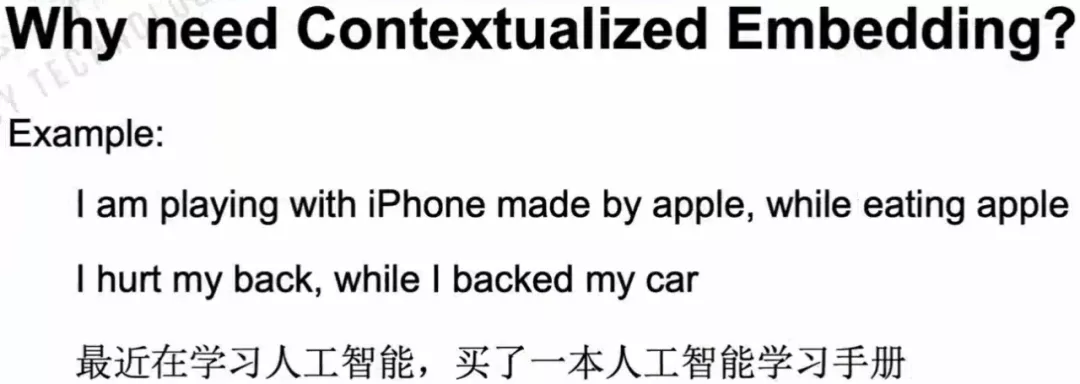 Why need Contextualized Embedding?
Y TECHNOLO
Example:
I am playing with iPhone made by apple, while eating apple
I hurt my back, while I backed my car
最近在学习人工智能，买了一本人工智能学习手册